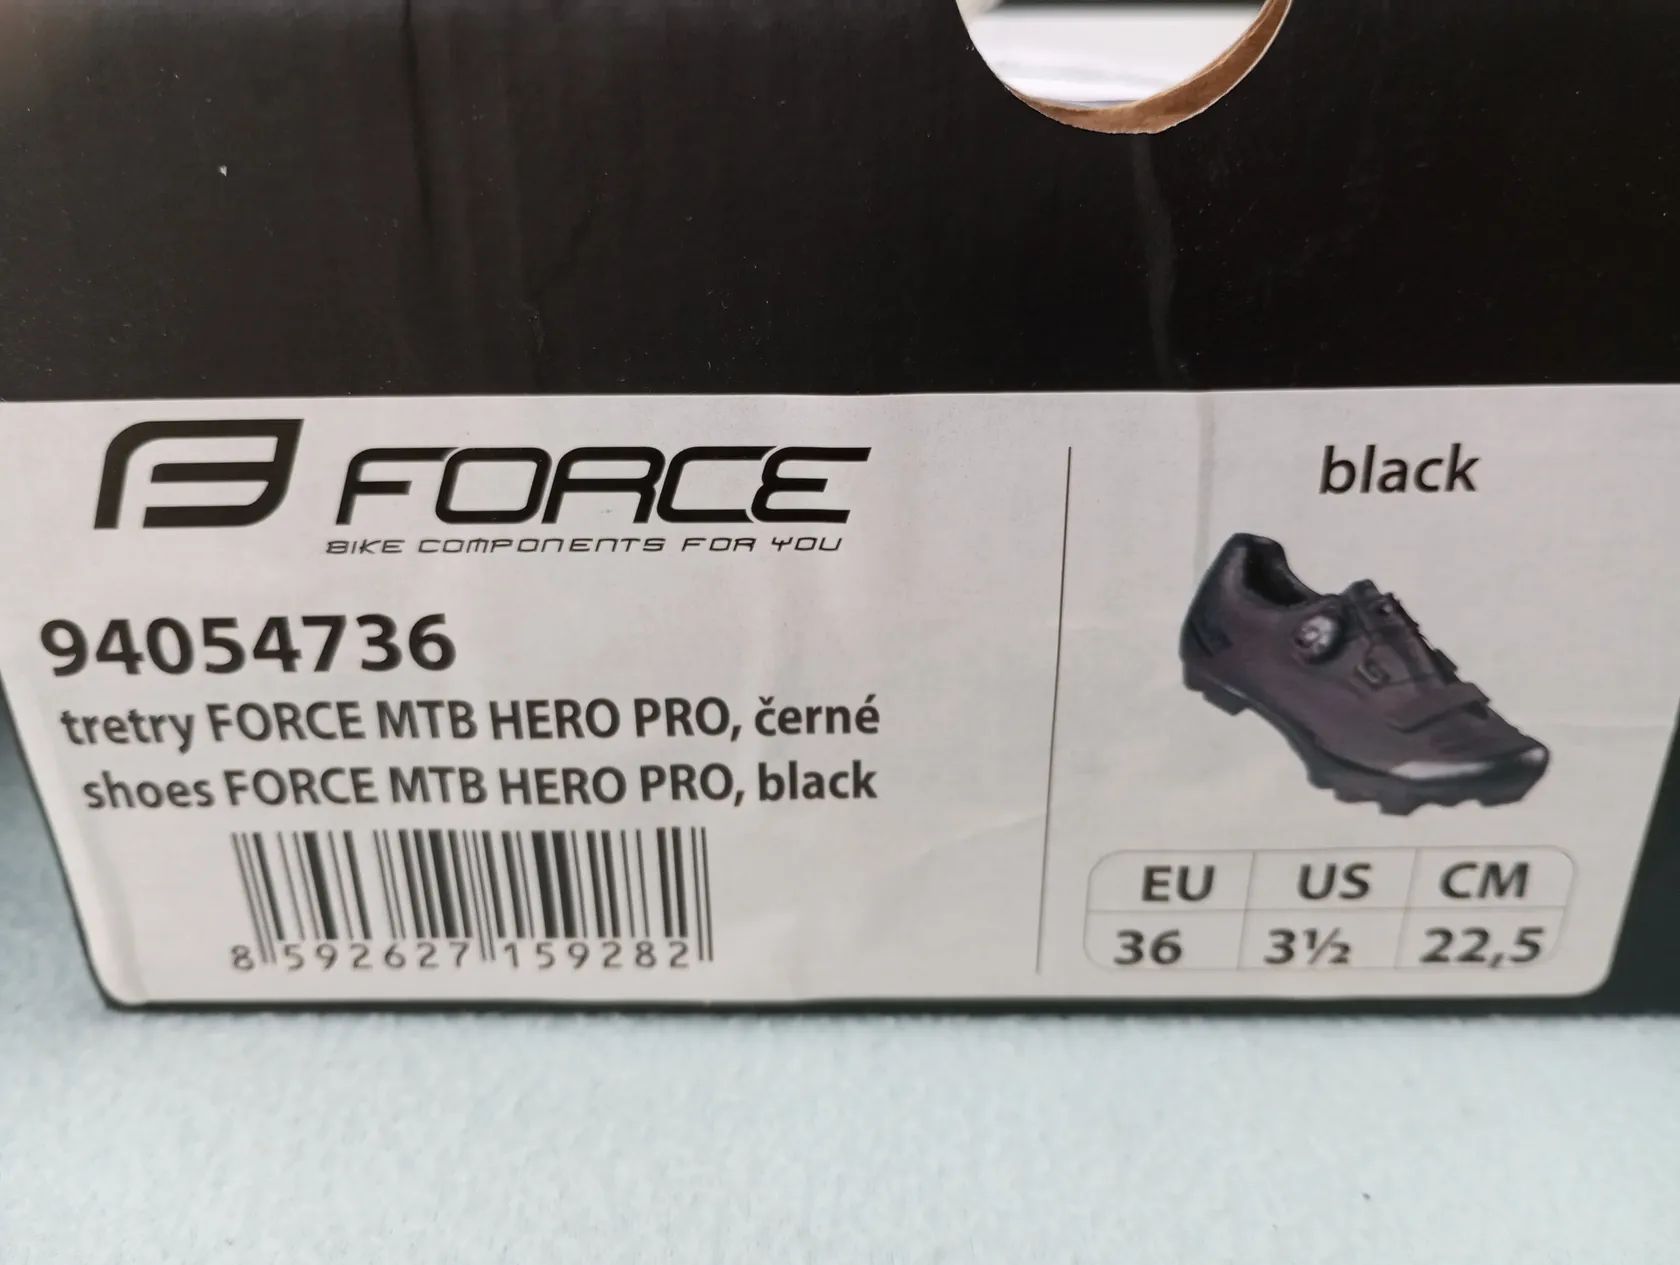 FORCE
BIKE COMPONENTS FOR YOU
94054736
tretry FORCE MTB HERO PRO, černé
shoes FORCE MTB HERO PRO, black
8 592627 159282
black
EU US CM
36 3½ 22,5